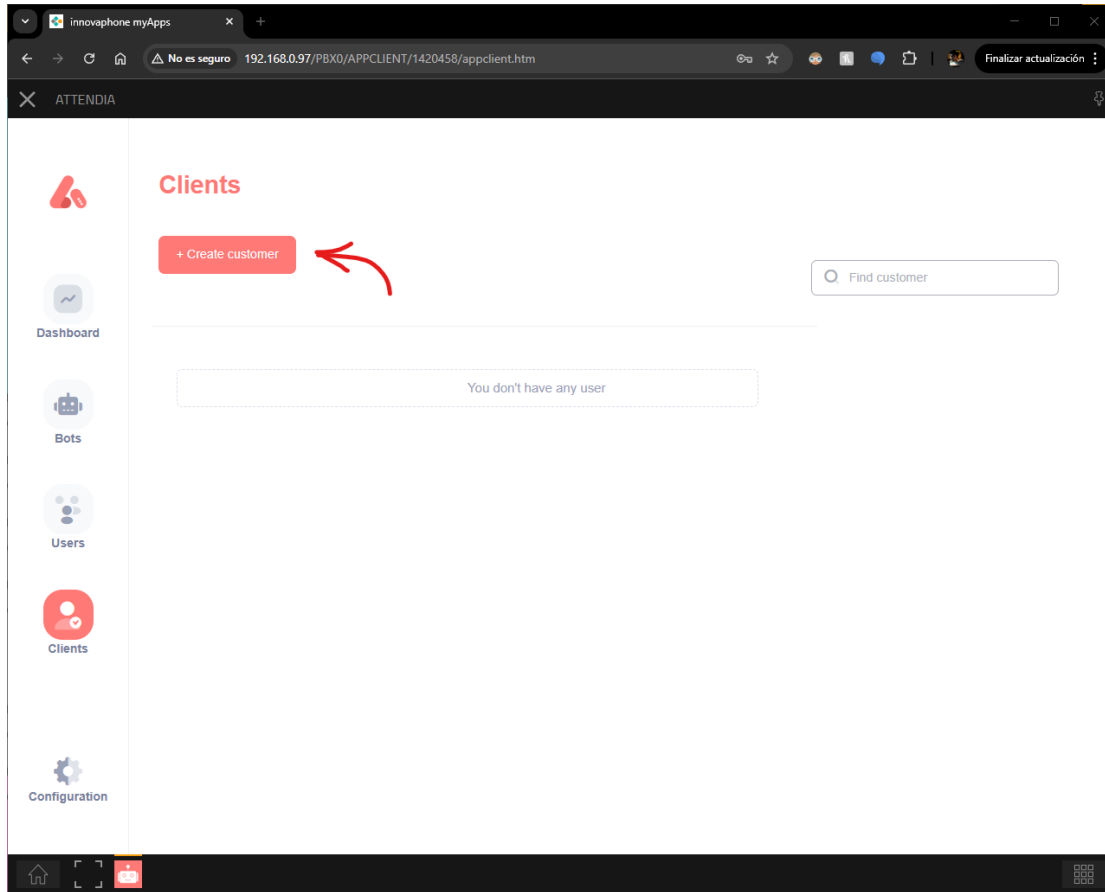 innovaphone myApps
No es seguro 192.168.0.97/PBX0/APPCLIENT/1420458/appclient.htm
Finalizar actualización
ATTENDIA
Clients
+ Create customer
Find customer
Dashboard
You don't have any user
Bots
Users
Clients
Configuration